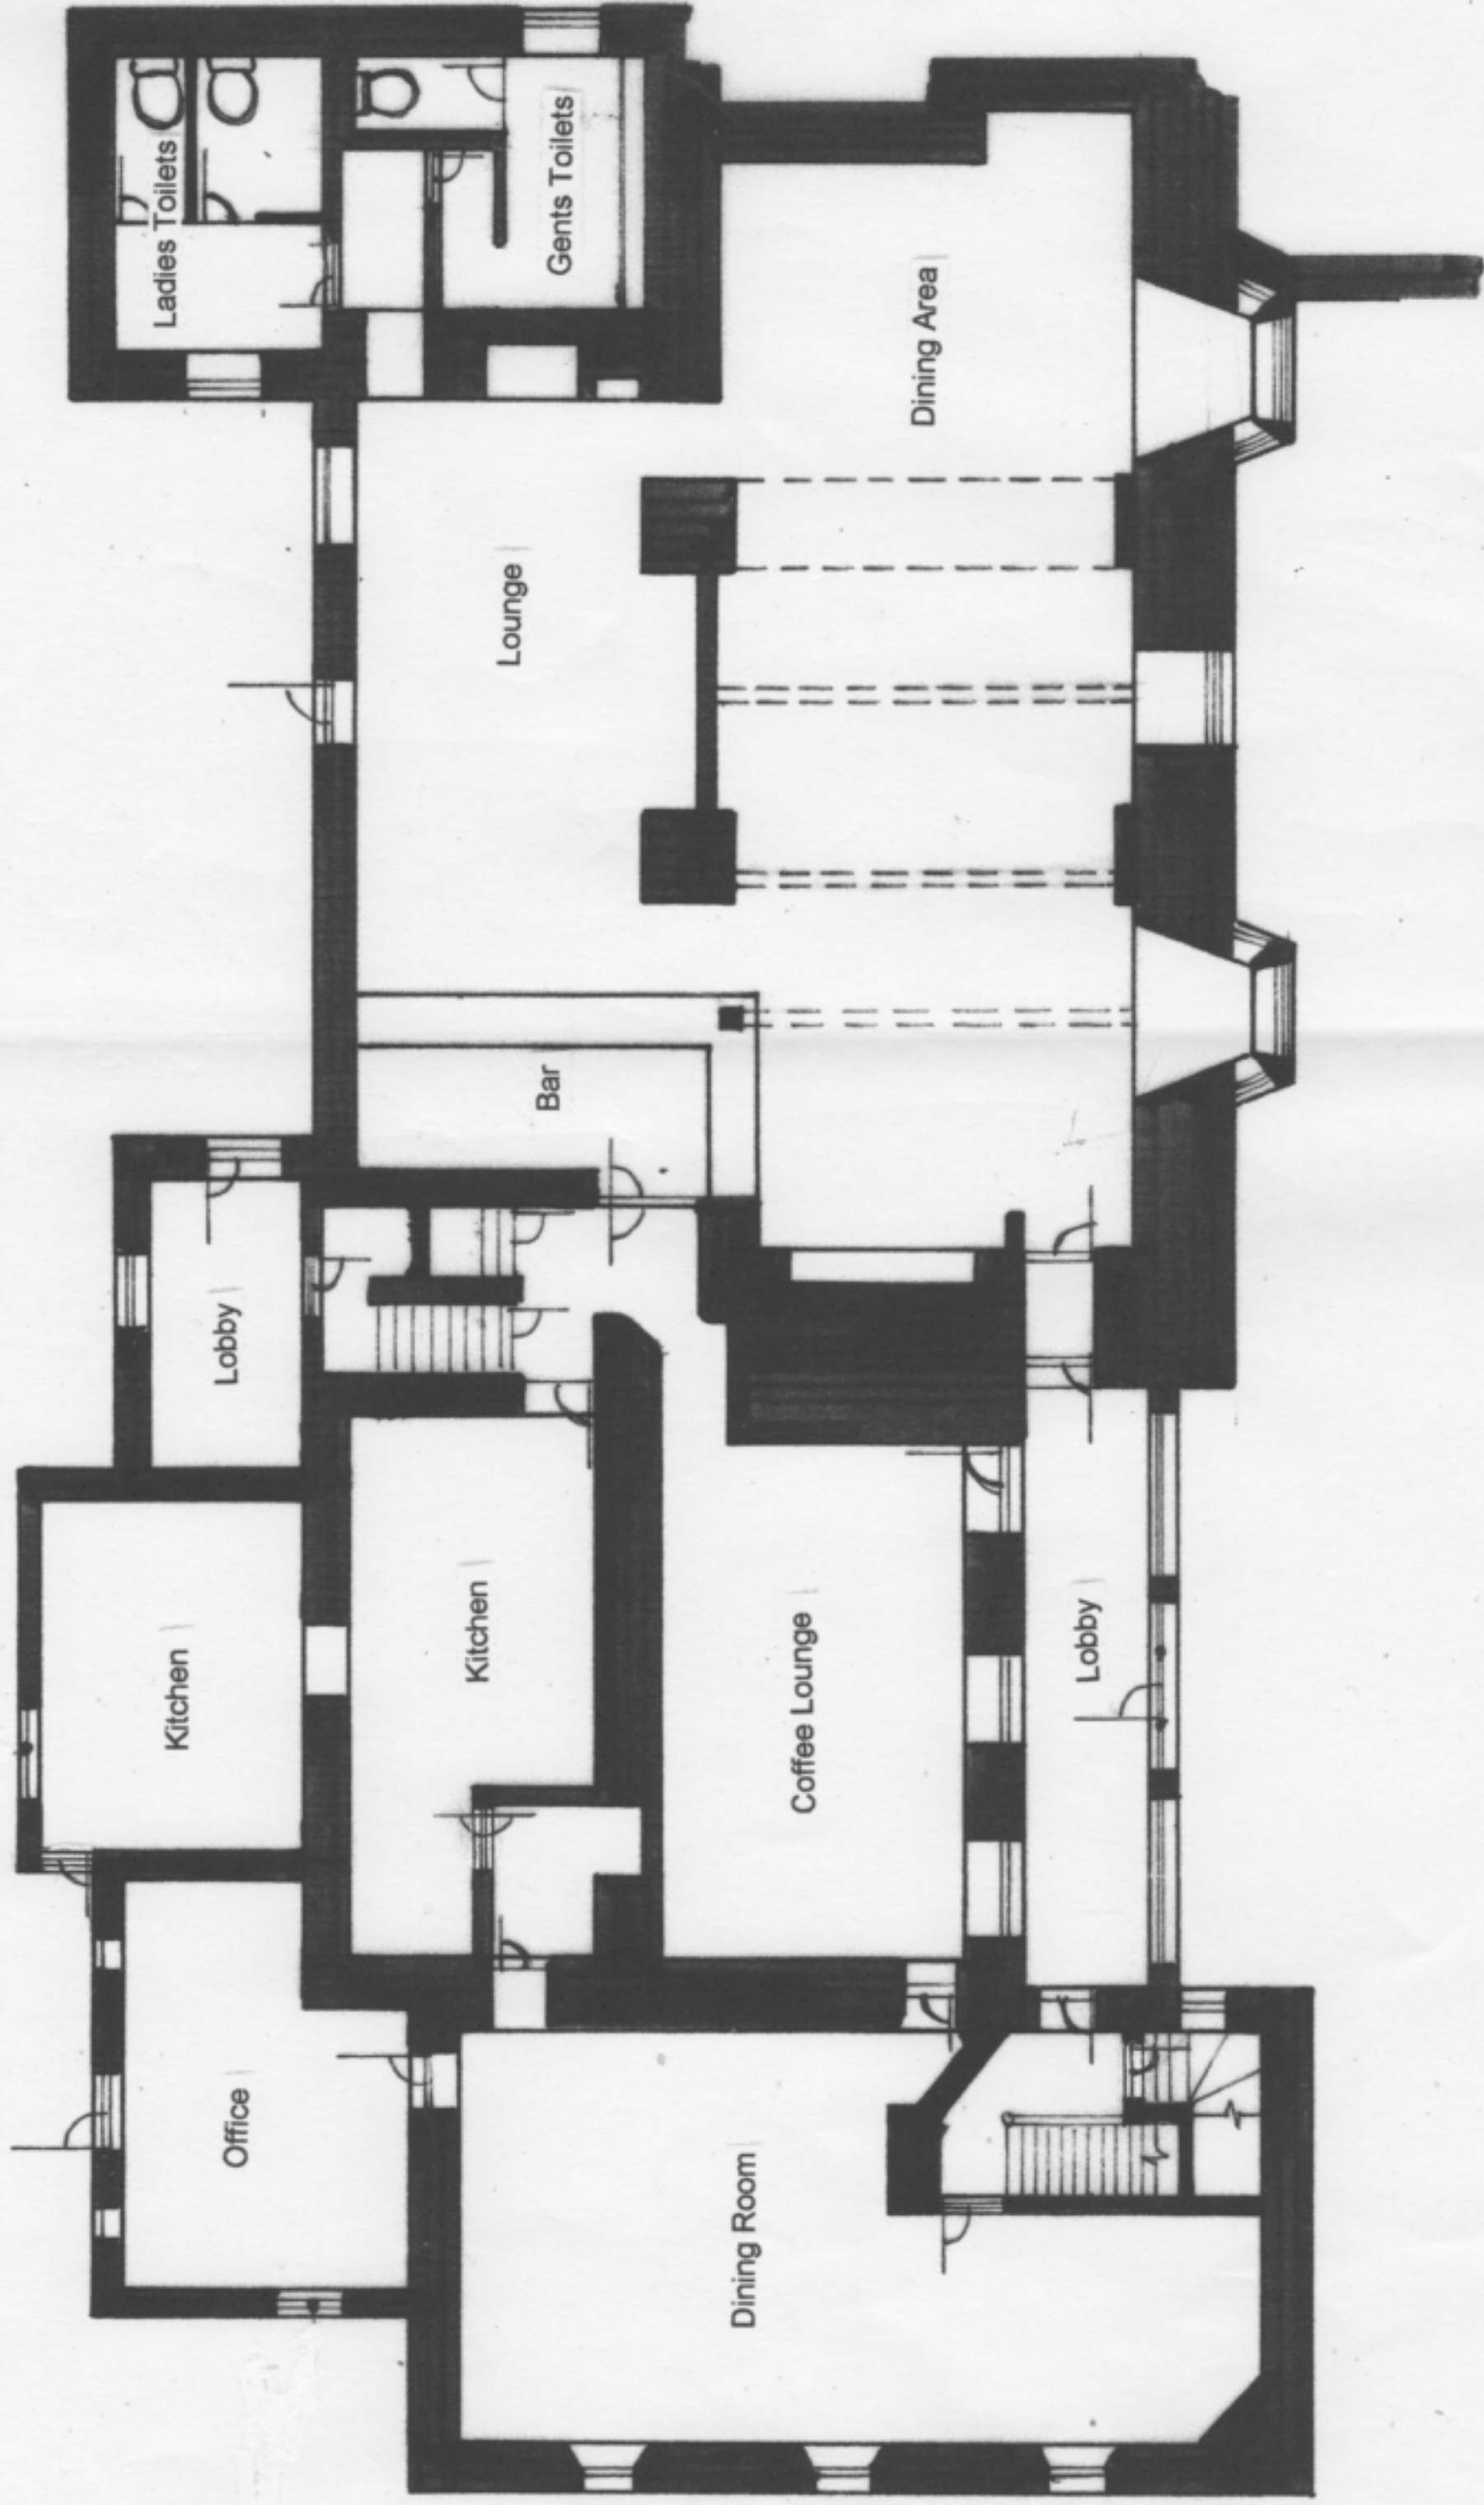 Ladies Toilets
Gents Toilets
Dining Area
Lounge
Bar
Lobby
Kitchen
Kitchen
Coffee Lounge
Lobby
Office
Dining Room